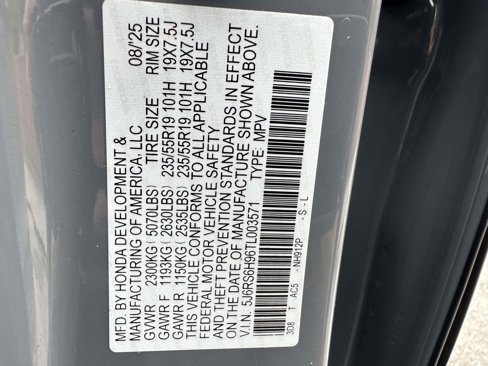 MFD. BY HONDA DEVELOPMENT & 08/'25
MANUFACTURING OF AMERICA, LLC
GVWR 2300KG ( 5070LBS) TIRE SIZE RIM SIZE
GAWR F 1193KG ( 2630LBS) 235/55R19 101H 19X7.5J
GAWR R 1150KG ( 2535LBS) 235/55R19 101H 19X7.5J
THIS VEHICLE CONFORMS TO ALL APPLICABLE
FEDERAL MOTOR VEHICLE SAFETY
AND THEFT PREVENTION STANDARDS IN EFFECT
ON THE DATE OF MANUFACTURE SHOWN ABOVE.
V.I.N. 5J6RS6H96TL003571 TYPE: MPV
3D8 T AC5 - NH912P - S - L